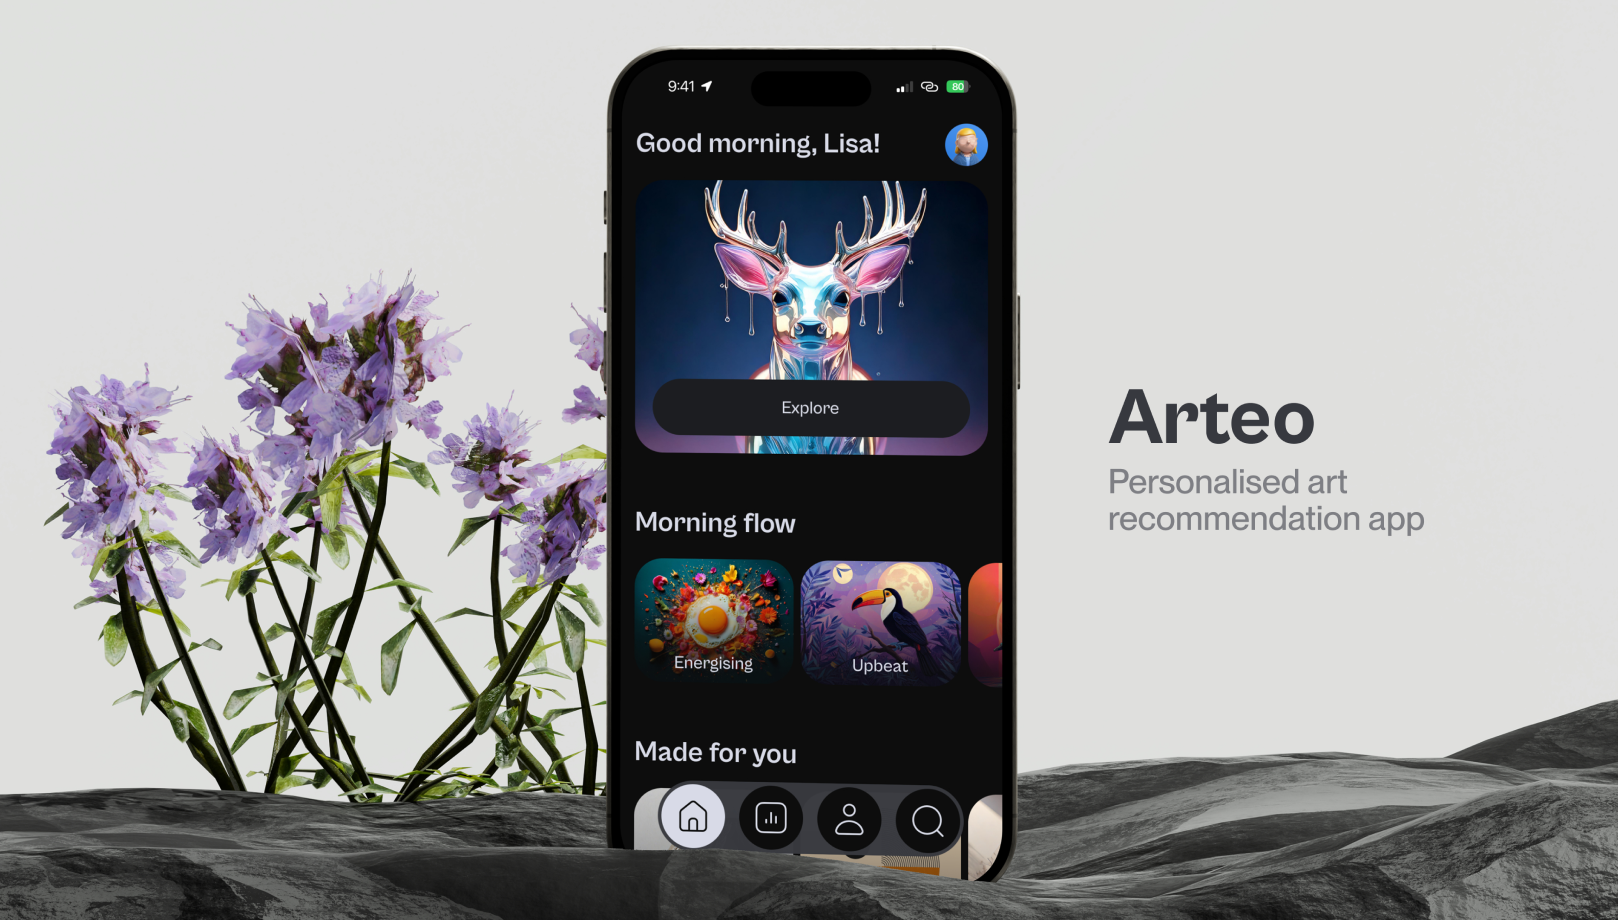 9:41
80
Good morning, Lisa!
Explore
Morning flow
Energising
Upbeat
Made for you
Arteo
Personalised art
recommendation app